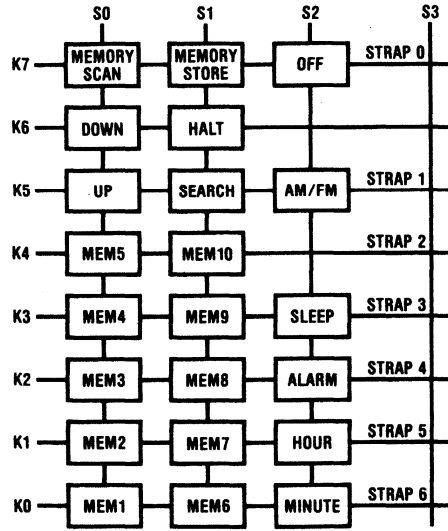 S0 S1 S2 S3
K7 MEMORY SCAN MEMORY STORE OFF STRAP 0
K6 DOWN HALT
K5 UP SEARCH AM/FM STRAP 1
K4 MEM5 MEM10 STRAP 2
K3 MEM4 MEM9 SLEEP STRAP 3
K2 MEM3 MEM8 ALARM STRAP 4
K1 MEM2 MEM7 HOUR STRAP 5
K0 MEM1 MEM6 MINUTE STRAP 6